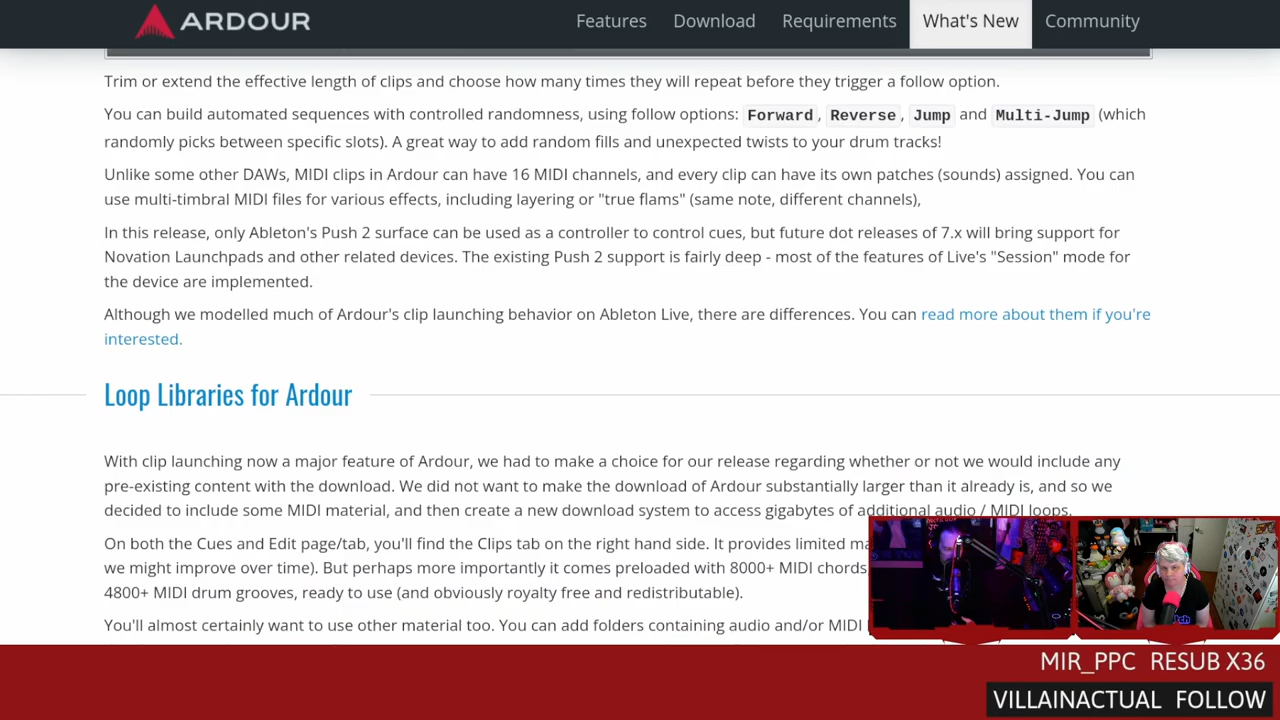 ARDOUR
Features Download Requirements What's New Community
Trim or extend the effective length of clips and choose how many times they will repeat before they trigger a follow option.
You can build automated sequences with controlled randomness, using follow options: Forward, Reverse, Jump and Multi-Jump (which
randomly picks between specific slots). A great way to add random fills and unexpected twists to your drum tracks!
Unlike some other DAWs, MIDI clips in Ardour can have 16 MIDI channels, and every clip can have its own patches (sounds) assigned. You can
use multi-timbral MIDI files for various effects, including layering or "true flams" (same note, different channels),
In this release, only Ableton's Push 2 surface can be used as a controller to control cues, but future dot releases of 7.x will bring support for
Novation Launchpads and other related devices. The existing Push 2 support is fairly deep - most of the features of Live's "Session" mode for
the device are implemented.
Although we modelled much of Ardour's clip launching behavior on Ableton Live, there are differences. You can read more about them if you're
interested.
Loop Libraries for Ardour
With clip launching now a major feature of Ardour, we had to make a choice for our release regarding whether or not we would include any
pre-existing content with the download. We did not want to make the download of Ardour substantially larger than it already is, and so we
decided to include some MIDI material, and then create a new download system to access gigabytes of additional audio / MIDI loops.
On both the Cues and Edit page/tab, you'll find the Clips tab on the right hand side. It provides limited
we might improve over time). But perhaps more importantly it comes preloaded with 8000+ MIDI chords
4800+ MIDI drum grooves, ready to use (and obviously royalty free and redistributable).
You'll almost certainly want to use other material too. You can add folders containing audio and/or MIDI
MIR_PPC RESUB X36
VILLAINACTUAL FOLLOW